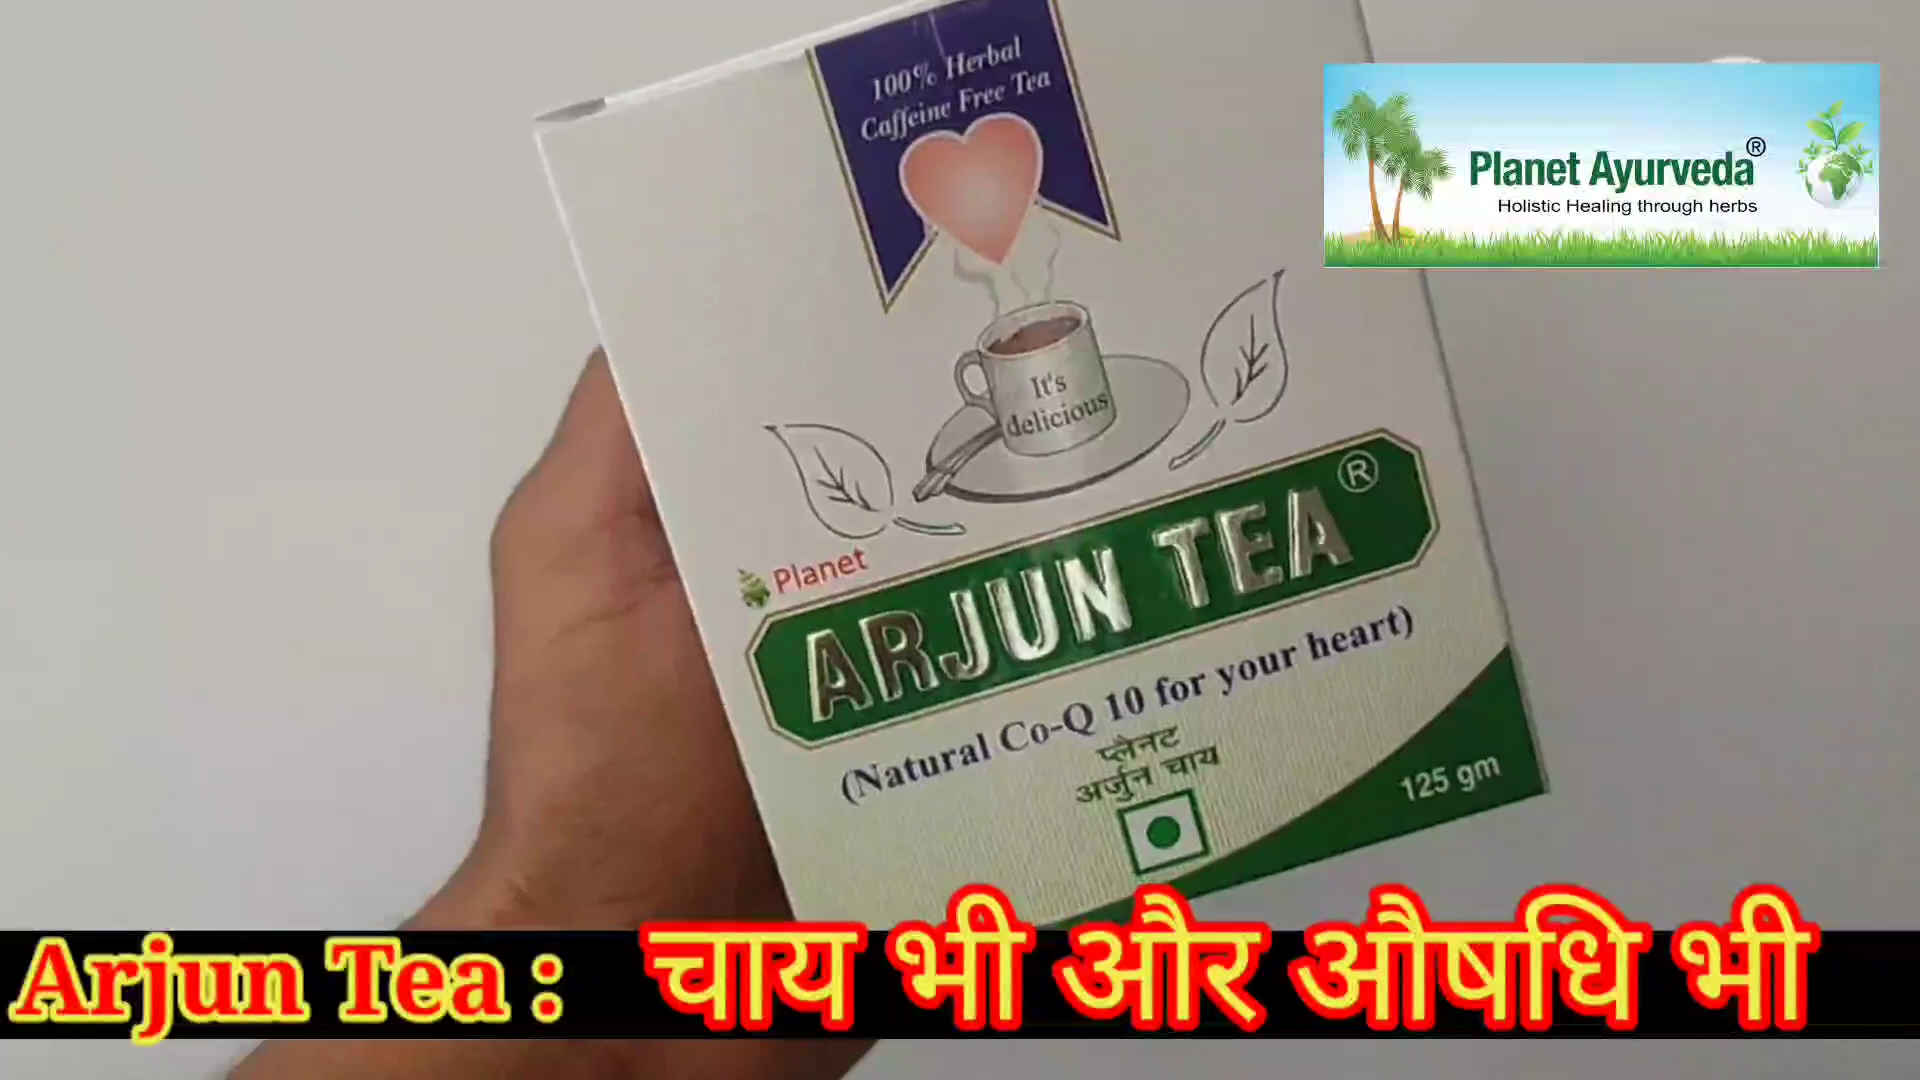 100% Herbal
Caffeine Free Tea
Planet Ayurveda®
Holistic Healing through herbs
It's
delicious
Planet
ARJUN TEA®
(Natural Co-Q 10 for your heart)
प्लैनट
अर्जुन चाय
125 gm
Arjun Tea : चाय भी और औषधि भी